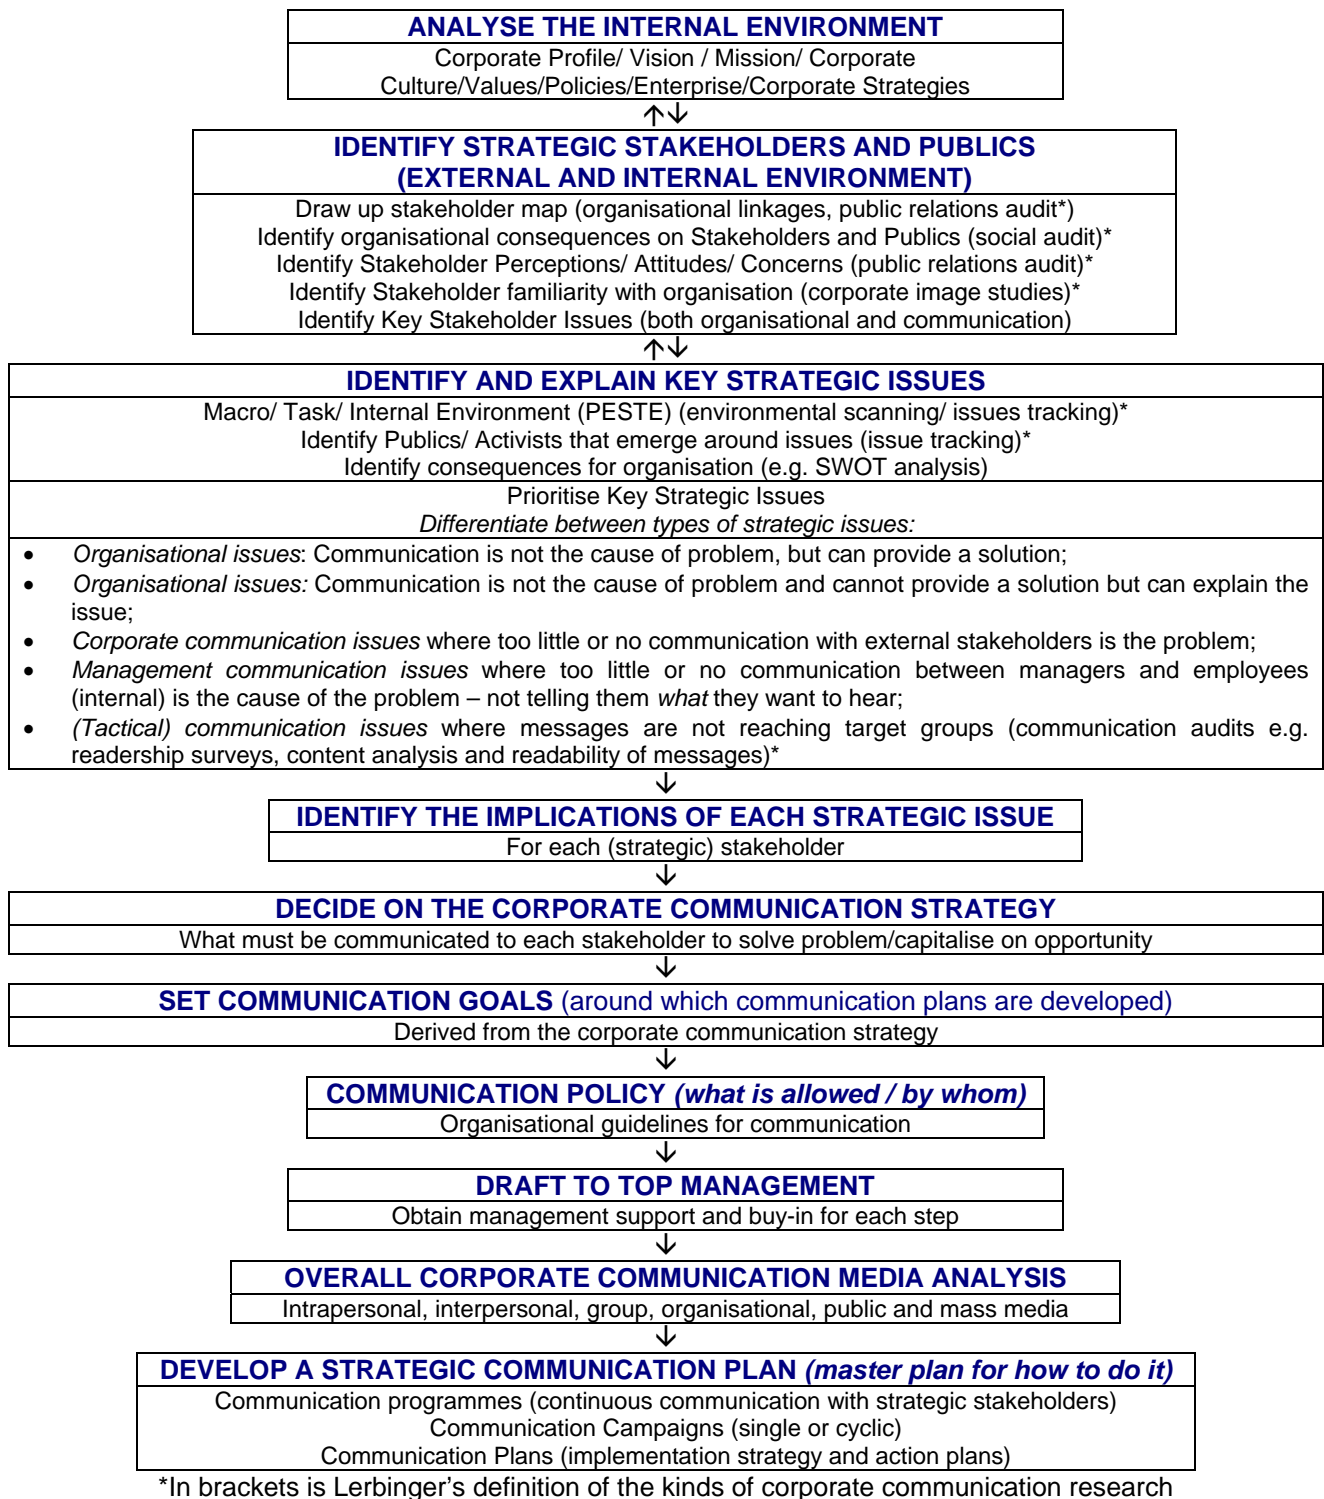 ANALYSE THE INTERNAL ENVIRONMENT
Corporate Profile/ Vision / Mission/ Corporate
Culture/Values/Policies/Enterprise/Corporate Strategies
↑↓
IDENTIFY STRATEGIC STAKEHOLDERS AND PUBLICS
(EXTERNAL AND INTERNAL ENVIRONMENT)
Draw up stakeholder map (organisational linkages, public relations audit*)
Identify organisational consequences on Stakeholders and Publics (social audit)*
Identify Stakeholder Perceptions/ Attitudes/ Concerns (public relations audit)*
Identify Stakeholder familiarity with organisation (corporate image studies)*
Identify Key Stakeholder Issues (both organisational and communication)
↑↓
IDENTIFY AND EXPLAIN KEY STRATEGIC ISSUES
Macro/ Task/ Internal Environment (PESTE) (environmental scanning/ issues tracking)*
Identify Publics/ Activists that emerge around issues (issue tracking)*
Identify consequences for organisation (e.g. SWOT analysis)
Prioritise Key Strategic Issues
Differentiate between types of strategic issues:
• Organisational issues: Communication is not the cause of problem, but can provide a solution;
• Organisational issues: Communication is not the cause of problem and cannot provide a solution but can explain the
issue;
• Corporate communication issues where too little or no communication with external stakeholders is the problem;
• Management communication issues where too little or no communication between managers and employees
(internal) is the cause of the problem – not telling them what they want to hear;
• (Tactical) communication issues where messages are not reaching target groups (communication audits e.g.
readership surveys, content analysis and readability of messages)*
↓
IDENTIFY THE IMPLICATIONS OF EACH STRATEGIC ISSUE
For each (strategic) stakeholder
↓
DECIDE ON THE CORPORATE COMMUNICATION STRATEGY
What must be communicated to each stakeholder to solve problem/capitalise on opportunity
↓
SET COMMUNICATION GOALS (around which communication plans are developed)
Derived from the corporate communication strategy
↓
COMMUNICATION POLICY (what is allowed / by whom)
Organisational guidelines for communication
↓
DRAFT TO TOP MANAGEMENT
Obtain management support and buy-in for each step
↓
OVERALL CORPORATE COMMUNICATION MEDIA ANALYSIS
Intrapersonal, interpersonal, group, organisational, public and mass media
↓
DEVELOP A STRATEGIC COMMUNICATION PLAN (master plan for how to do it)
Communication programmes (continuous communication with strategic stakeholders)
Communication Campaigns (single or cyclic)
Communication Plans (implementation strategy and action plans)
*In brackets is Lerbinger's definition of the kinds of corporate communication research